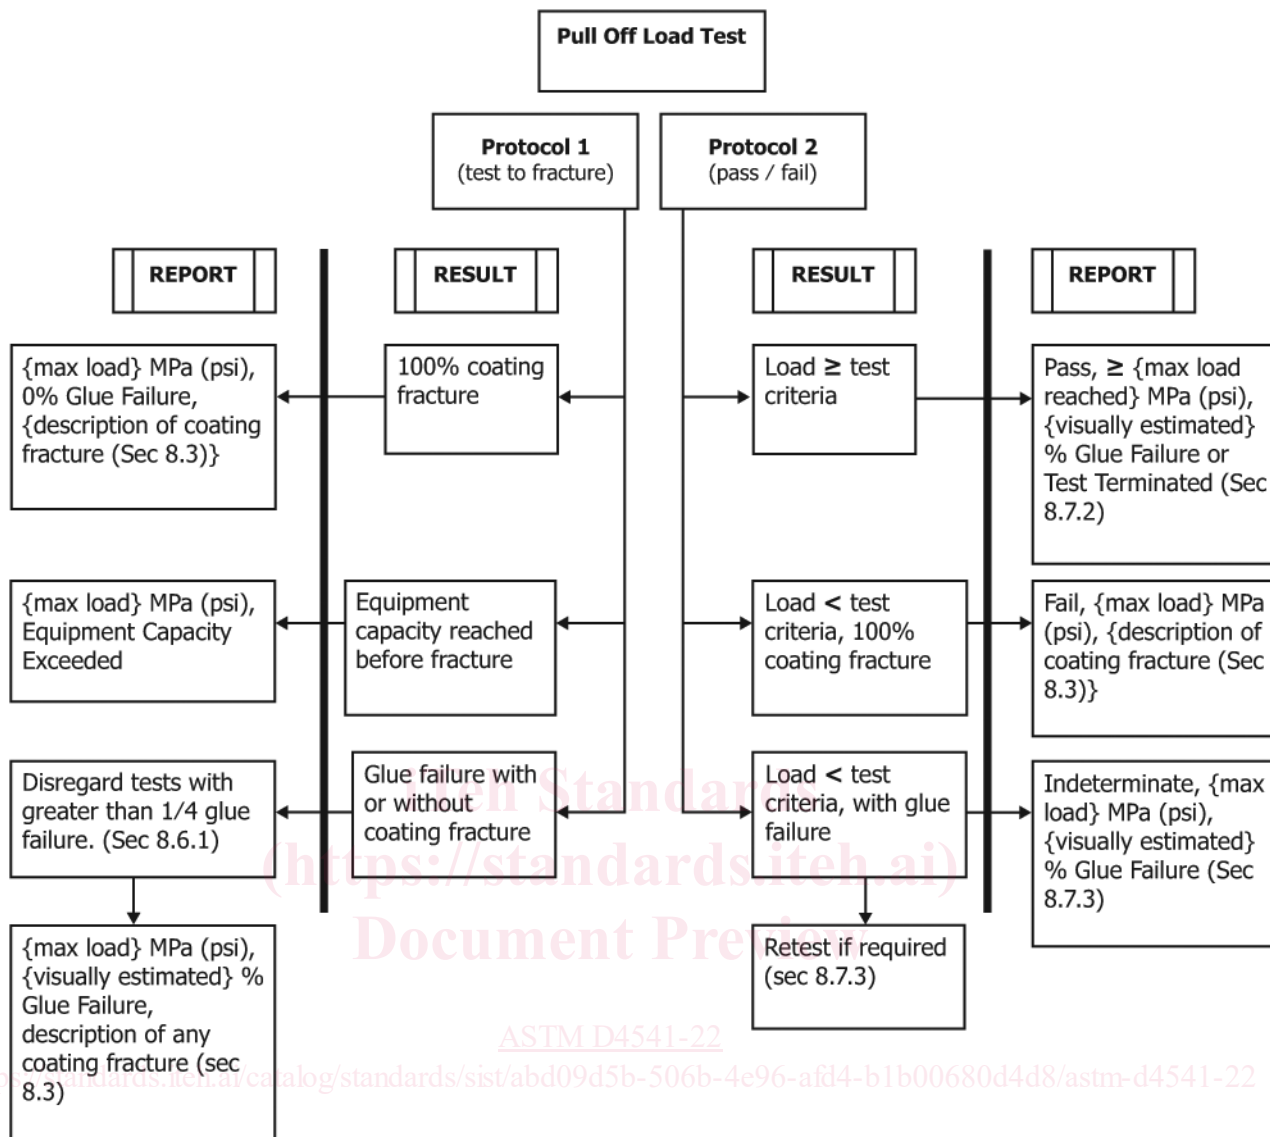 Pull Off Load Test
Protocol 1
(test to fracture)
Protocol 2
(pass / fail)
REPORT
RESULT
RESULT
REPORT
{max load} MPa (psi),
0% Glue Failure,
{description of coating
fracture (Sec 8.3)}
100% coating
fracture
Load ≥ test
criteria
Pass, ≥ {max load
reached} MPa (psi),
{visually estimated}
% Glue Failure or
Test Terminated (Sec
8.7.2)
{max load} MPa (psi),
Equipment Capacity
Exceeded
Equipment
capacity reached
before fracture
Load < test
criteria, 100%
coating fracture
Fail, {max load} MPa
(psi), {description of
coating fracture (Sec
8.3)}
Disregard tests with
greater than 1/4 glue
failure. (Sec 8.6.1)
Glue failure with
or without
coating fracture
Load < test
criteria, with glue
failure
Indeterminate, {max
load} MPa (psi),
{visually estimated}
% Glue Failure (Sec
8.7.3)
{max load} MPa (psi),
{visually estimated} %
Glue Failure,
description of any
coating fracture (sec
8.3)
Retest if required
(sec 8.7.3)
iTeh Standards
(https://standards.iteh.ai)
Document Preview
ASTM D4541-22
ps://standards.iteh.ai/catalog/standards/sist/abd09d5b-506b-4e96-afd4-b1b00680d4d8/astm-d4541-22